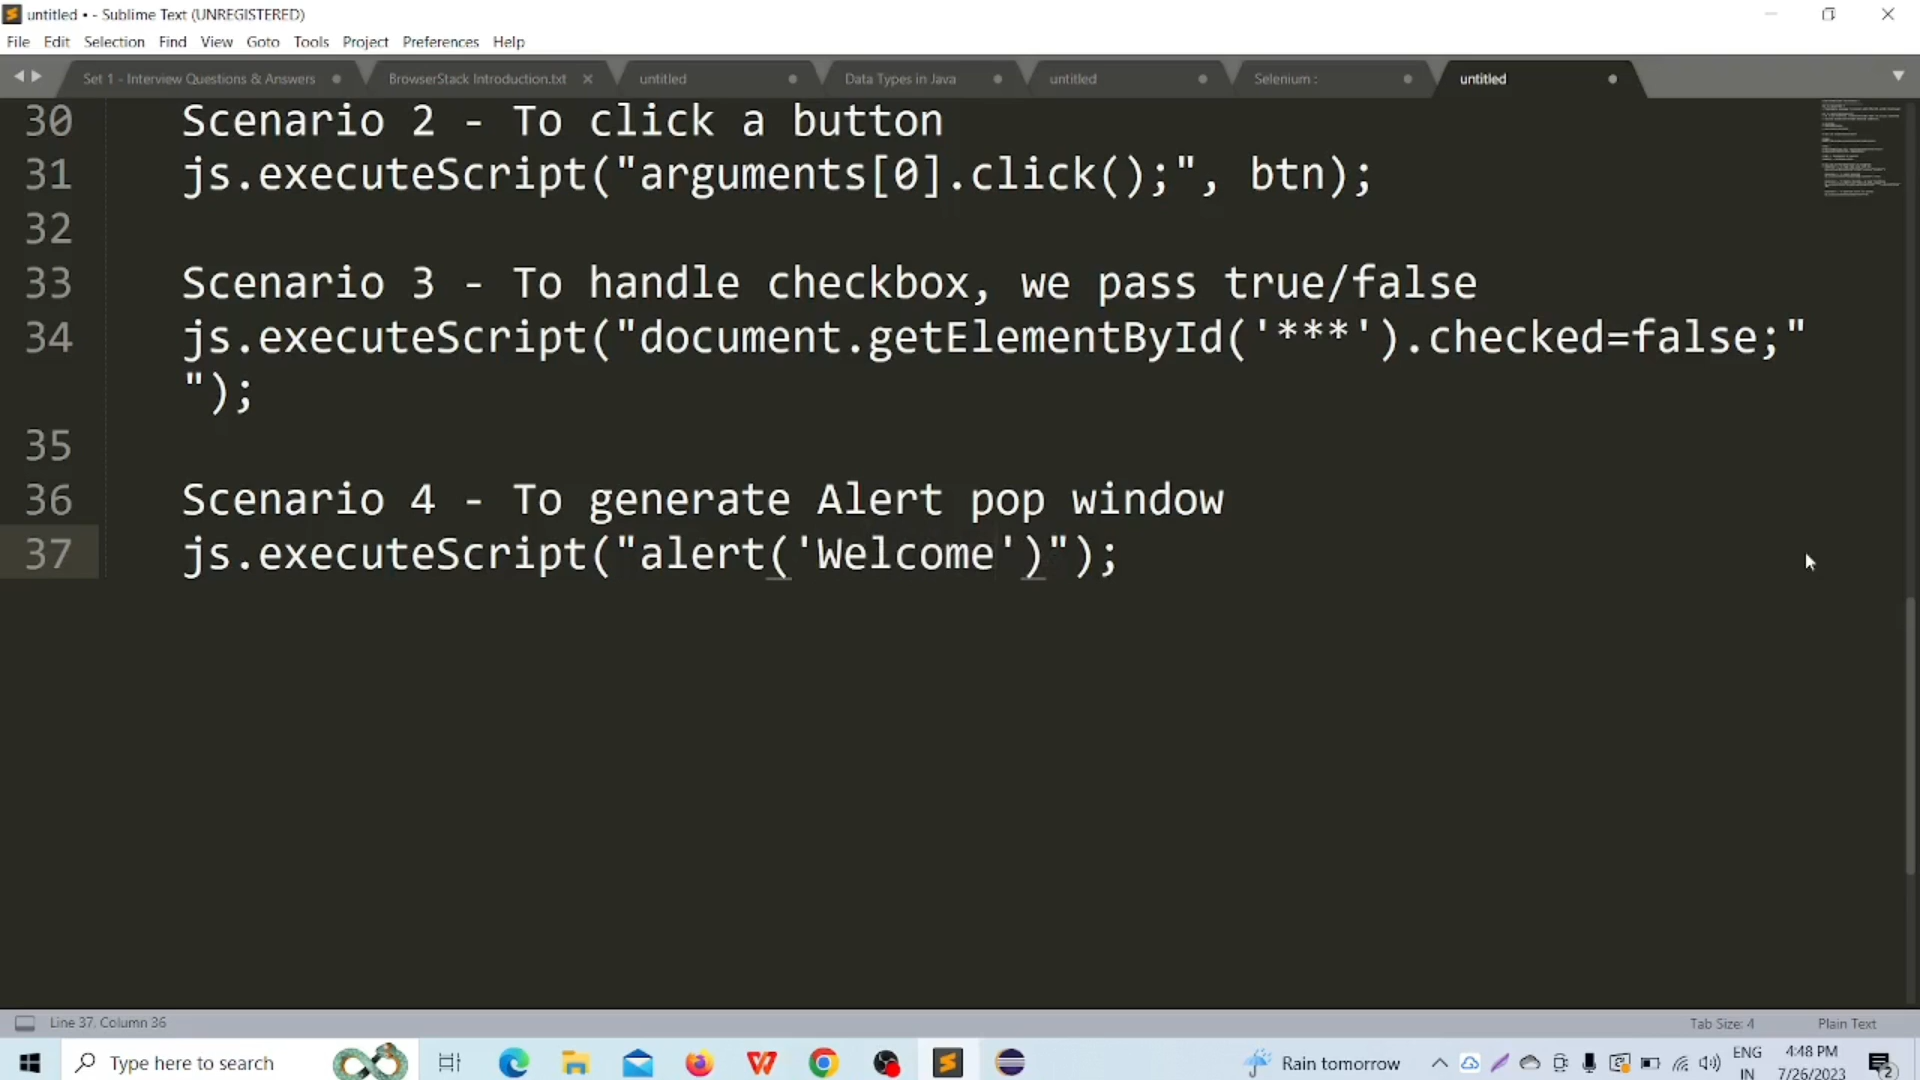 untitled • - Sublime Text (UNREGISTERED)
File Edit Selection Find View Goto Tools Project Preferences Help
Set 1 - Interview Questions & Answers BrowserStack Introduction.txt untitled Data Types in Java untitled Selenium : untitled
30 Scenario 2 - To click a button
31 js.executeScript("arguments[0].click();", btn);
32
33 Scenario 3 - To handle checkbox, we pass true/false
34 js.executeScript("document.getElementById('***').checked=false;"
");
35
36 Scenario 4 - To generate Alert pop window
37 js.executeScript("alert('Welcome')");
Line 37, Column 36 Tab Size: 4 Plain Text
Type here to search Rain tomorrow ENG 4:48 PM
IN 7/26/2023 2